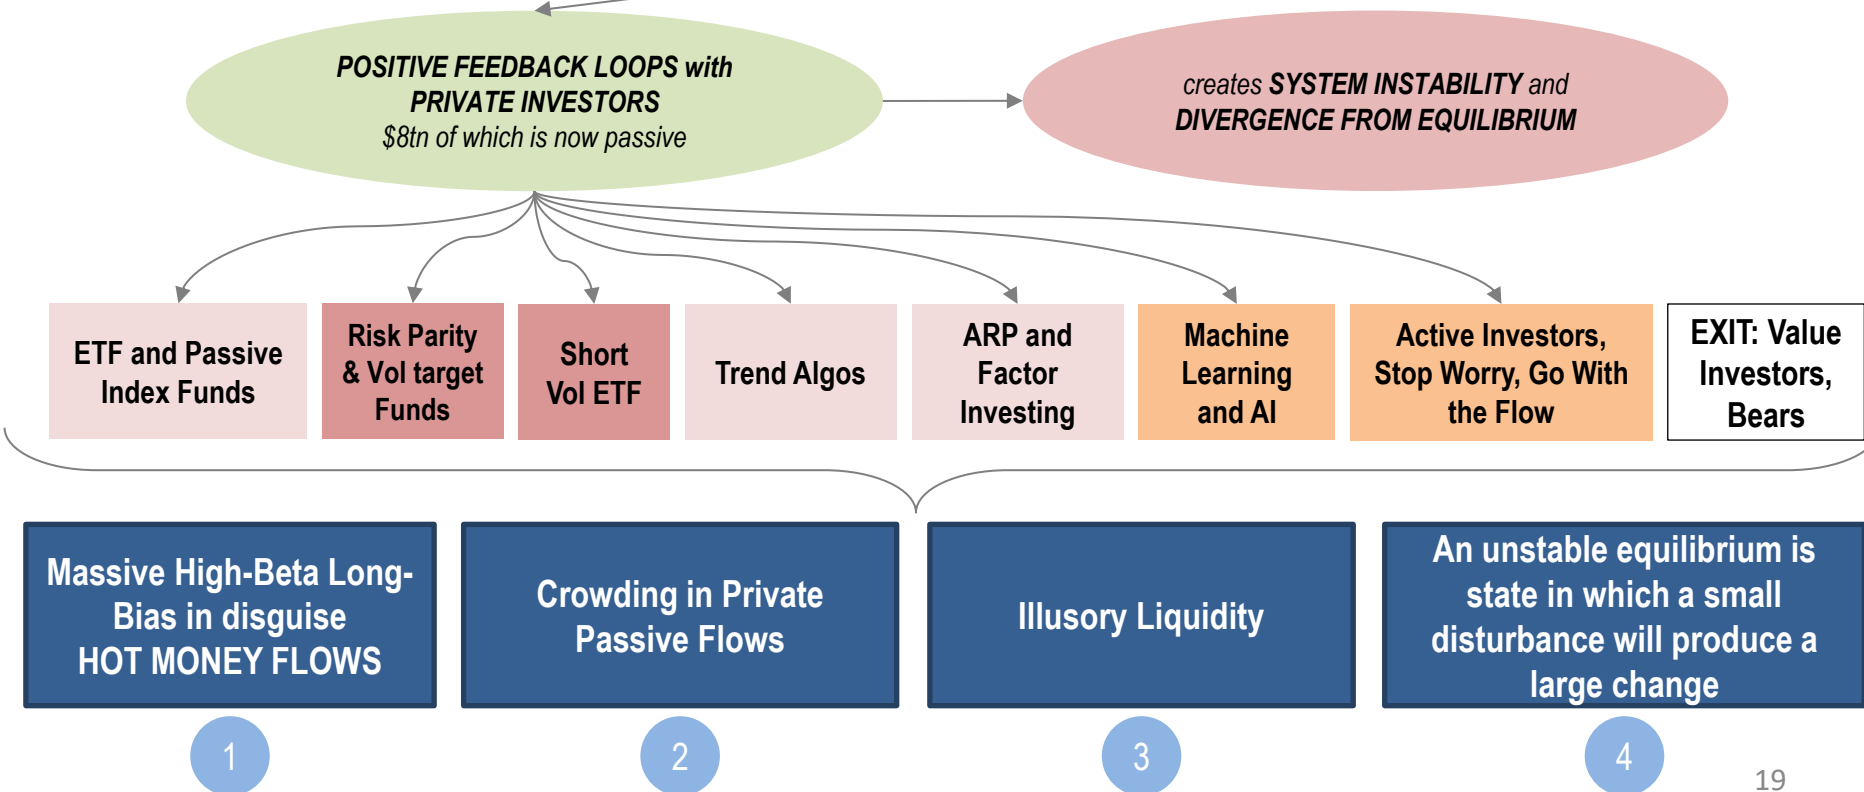 POSITIVE FEEDBACK LOOPS with
PRIVATE INVESTORS
$8tn of which is now passive
creates SYSTEM INSTABILITY and
DIVERGENCE FROM EQUILIBRIUM
ETF and Passive
Index Funds
Risk Parity
& Vol target
Funds
Short
Vol ETF
Trend Algos
ARP and
Factor
Investing
Machine
Learning
and AI
Active Investors,
Stop Worry, Go With
the Flow
EXIT: Value
Investors,
Bears
Massive High-Beta Long-
Bias in disguise
HOT MONEY FLOWS
Crowding in Private
Passive Flows
Illusory Liquidity
An unstable equilibrium is
state in which a small
disturbance will produce a
large change
1
2
3
4
19